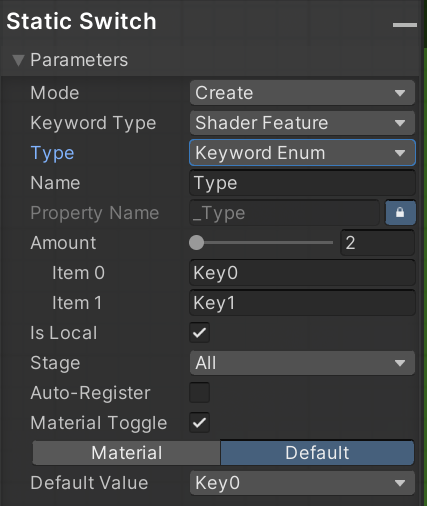 Static Switch
Parameters
Mode Create
Keyword Type Shader Feature
Type Keyword Enum
Name Type
Property Name _Type
Amount 2
Item 0 Key0
Item 1 Key1
Is Local
Stage All
Auto-Register
Material Toggle
Material Default
Default Value Key0